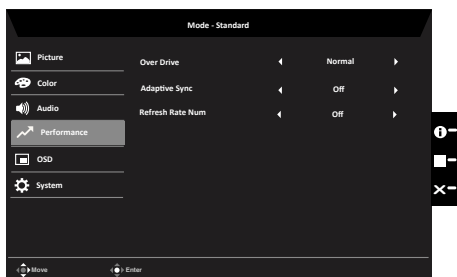 Mode - Standard
Picture
Color
Audio
Performance
OSD
System
Over Drive Normal
Adaptive Sync Off
Refresh Rate Num Off
Move Enter